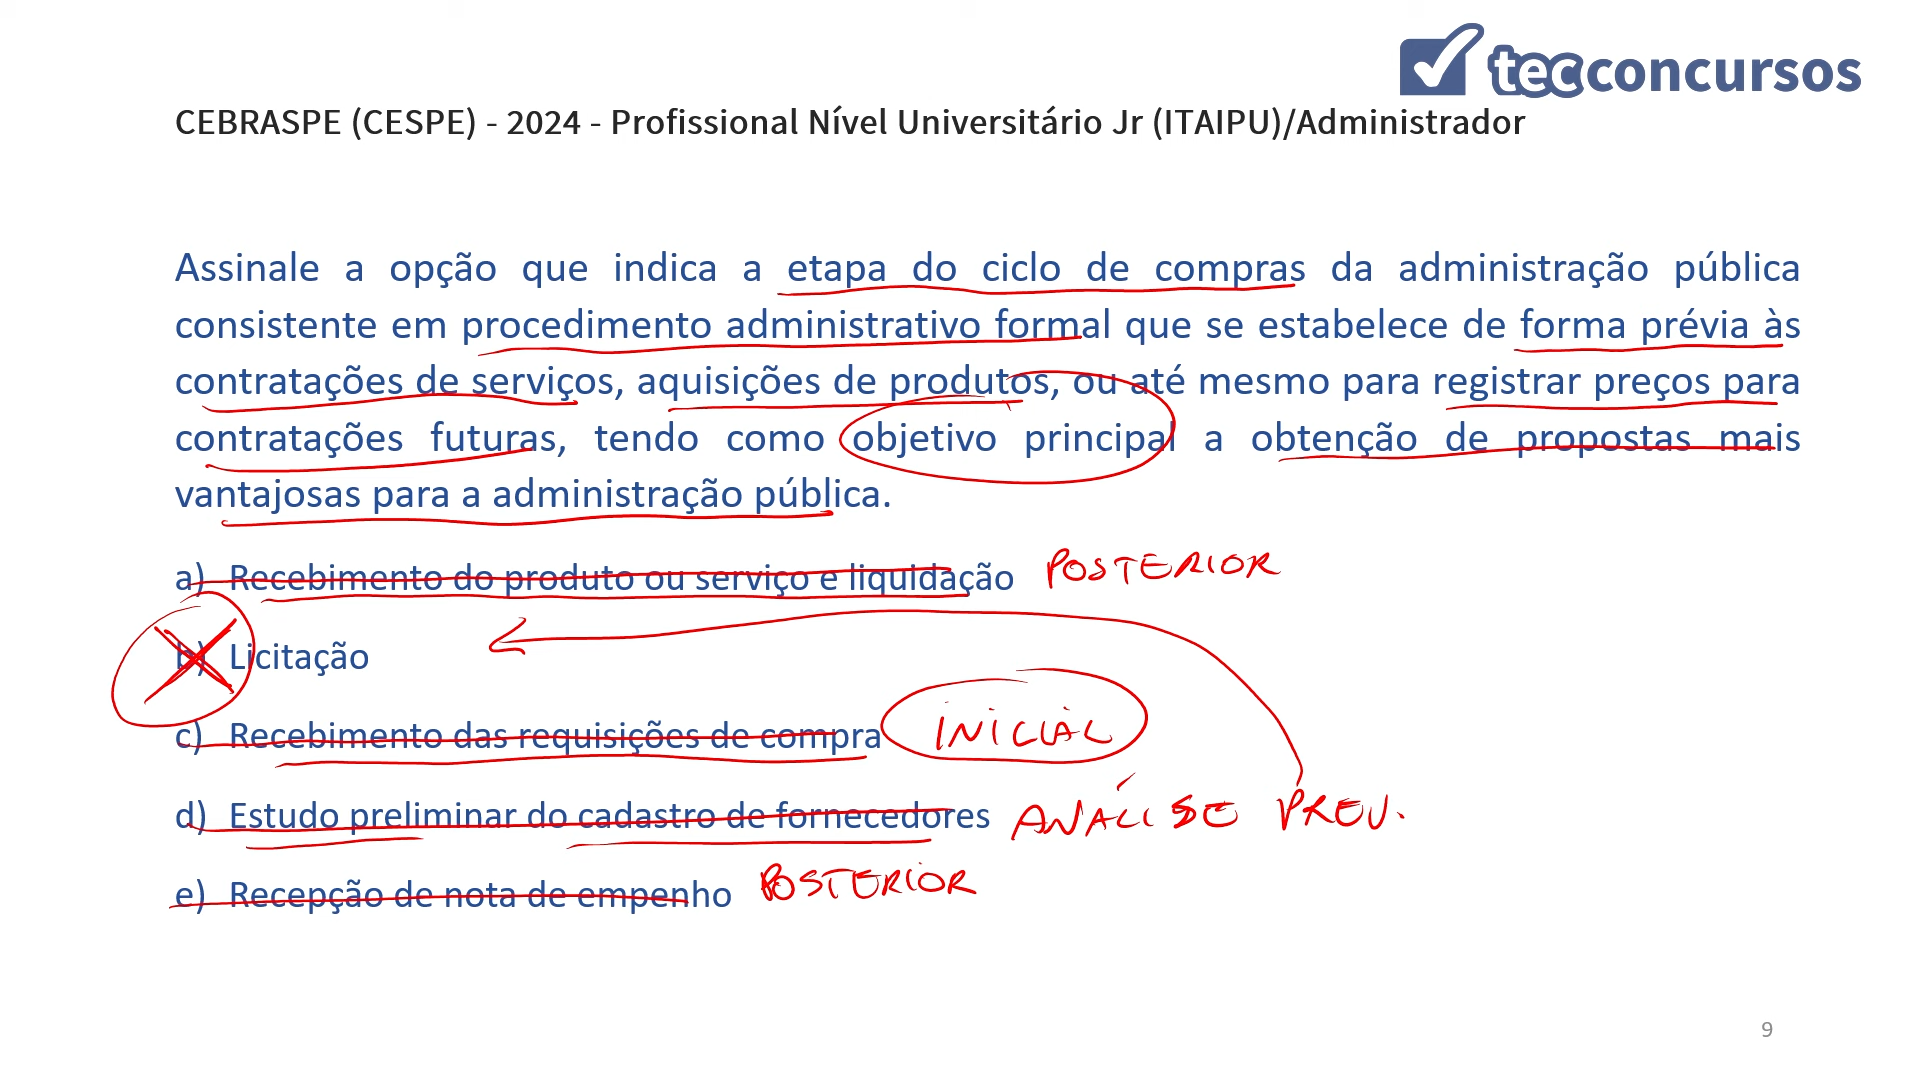 tecconcursos
CEBRASPE (CESPE) - 2024 - Profissional Nível Universitário Jr (ITAIPU)/Administrador
Assinale a opção que indica a etapa do ciclo de compras da administração pública
consistente em procedimento administrativo formal que se estabelece de forma prévia às
contratações de serviços, aquisições de produtos, ou até mesmo para registrar preços para
contratações futuras, tendo como objetivo principal a obtenção de propostas mais
vantajosas para a administração pública.
a) Recebimento do produto ou serviço e liquidação POSTERIOR
b) Licitação
c) Recebimento das requisições de compra INICIAL
d) Estudo preliminar do cadastro de fornecedores ANÁLISE PREV.
e) Recepção de nota de empenho POSTERIOR
9